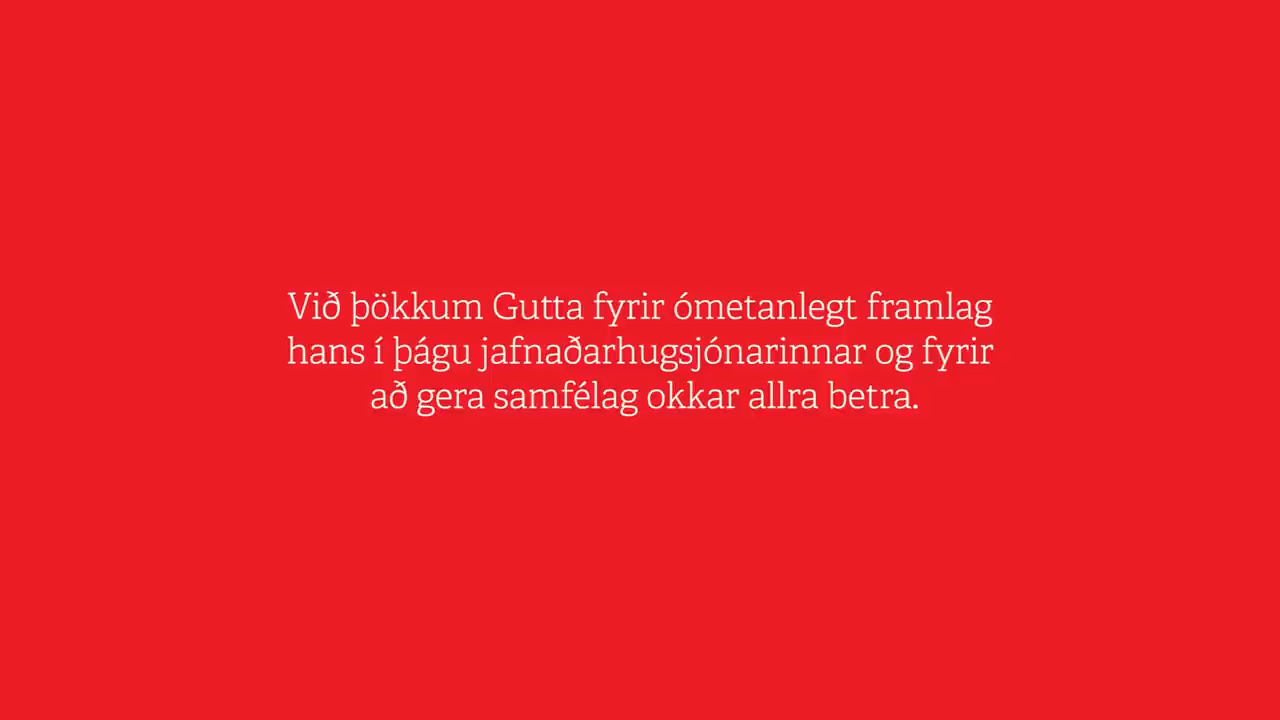 Við þökkum Gutta fyrir ómetanlegt framlag
hans í þágu jafnaðarhugsjónarinnar og fyrir
að gera samfélag okkar allra betra.